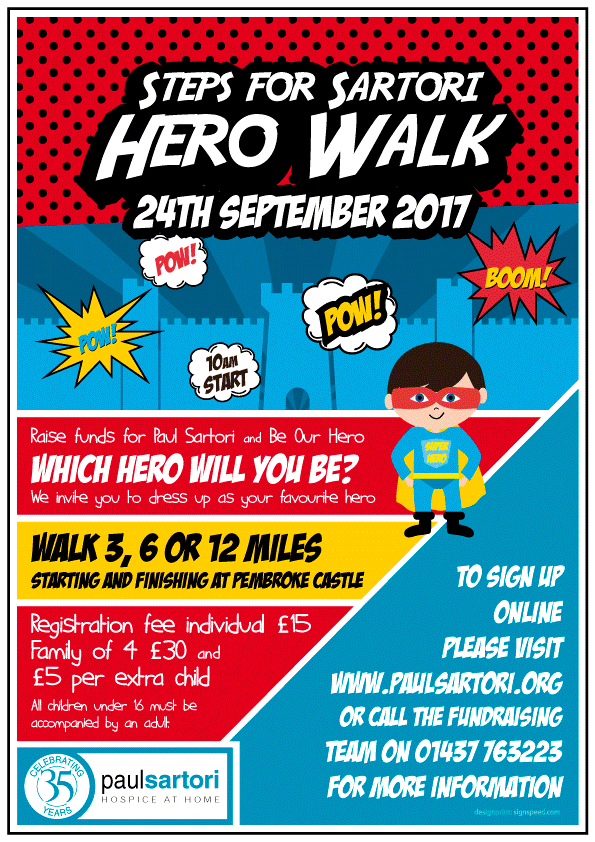 Steps for Sartori
Hero Walk
24th September 2017
POW!
BOOM!
POW!
POW!
10am
START
Raise funds for Paul Sartori and Be Our Hero
WHICH HERO WILL YOU BE?
We invite you to dress up as your favourite hero
SUPER
HERO
WALK 3, 6 OR 12 MILES
STARTING AND FINISHING AT PEMBROKE CASTLE
Registration fee individual £15
Family of 4 £30 and
£5 per extra child
All children under 16 must be
accompanied by an adult.
TO SIGN UP
ONLINE
PLEASE VISIT
WWW.PAULSARTORI.ORG
OR CALL THE FUNDRAISING
TEAM ON 01437 763223
FOR MORE INFORMATION
CELEBRATING
35
YEARS
paulsartori
HOSPICE AT HOME
design/print: signspeed.com